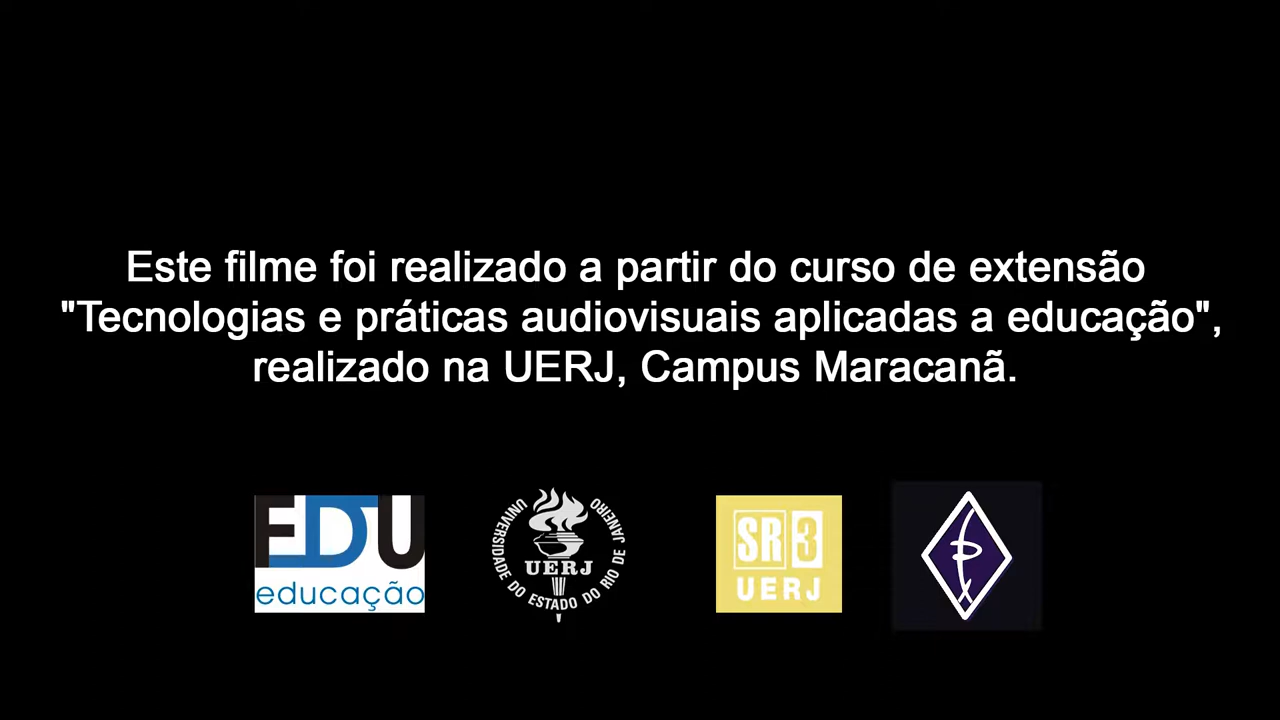 Este filme foi realizado a partir do curso de extensão
"Tecnologias e práticas audiovisuais aplicadas a educação",
realizado na UERJ, Campus Maracanã.
EDU
educação
UNIVERSIDADE DO ESTADO DO RIO DE JANEIRO
UERJ
SR3
UERJ